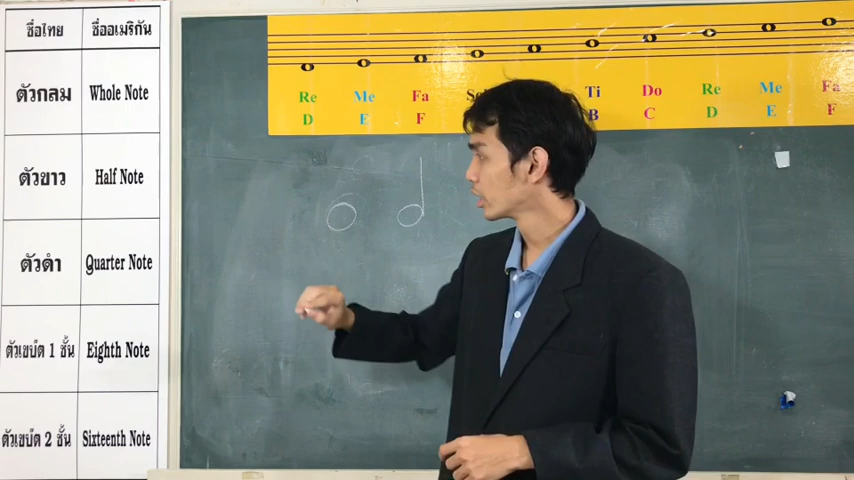 ชื่อไทย ชื่ออเมริกัน
ตัวกลม Whole Note
ตัวขาว Half Note
ตัวดำ Quarter Note
ตัวเขบ็ต 1 ชั้น Eighth Note
ตัวเขบ็ต 2 ชั้น Sixteenth Note
Re Me Fa Ti Do Re Me Fa
D E F B C D E F